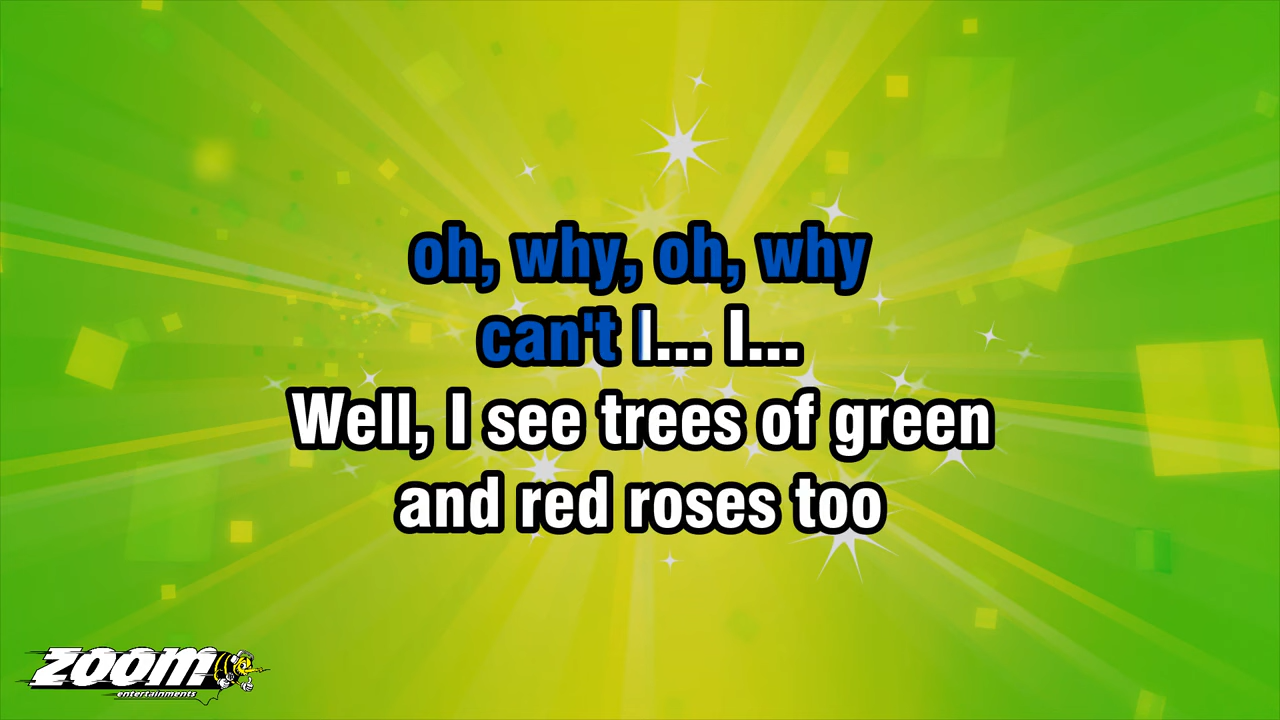 oh, why, oh, why
can't I... I...
Well, I see trees of green
and red roses too
zoom
entertainments